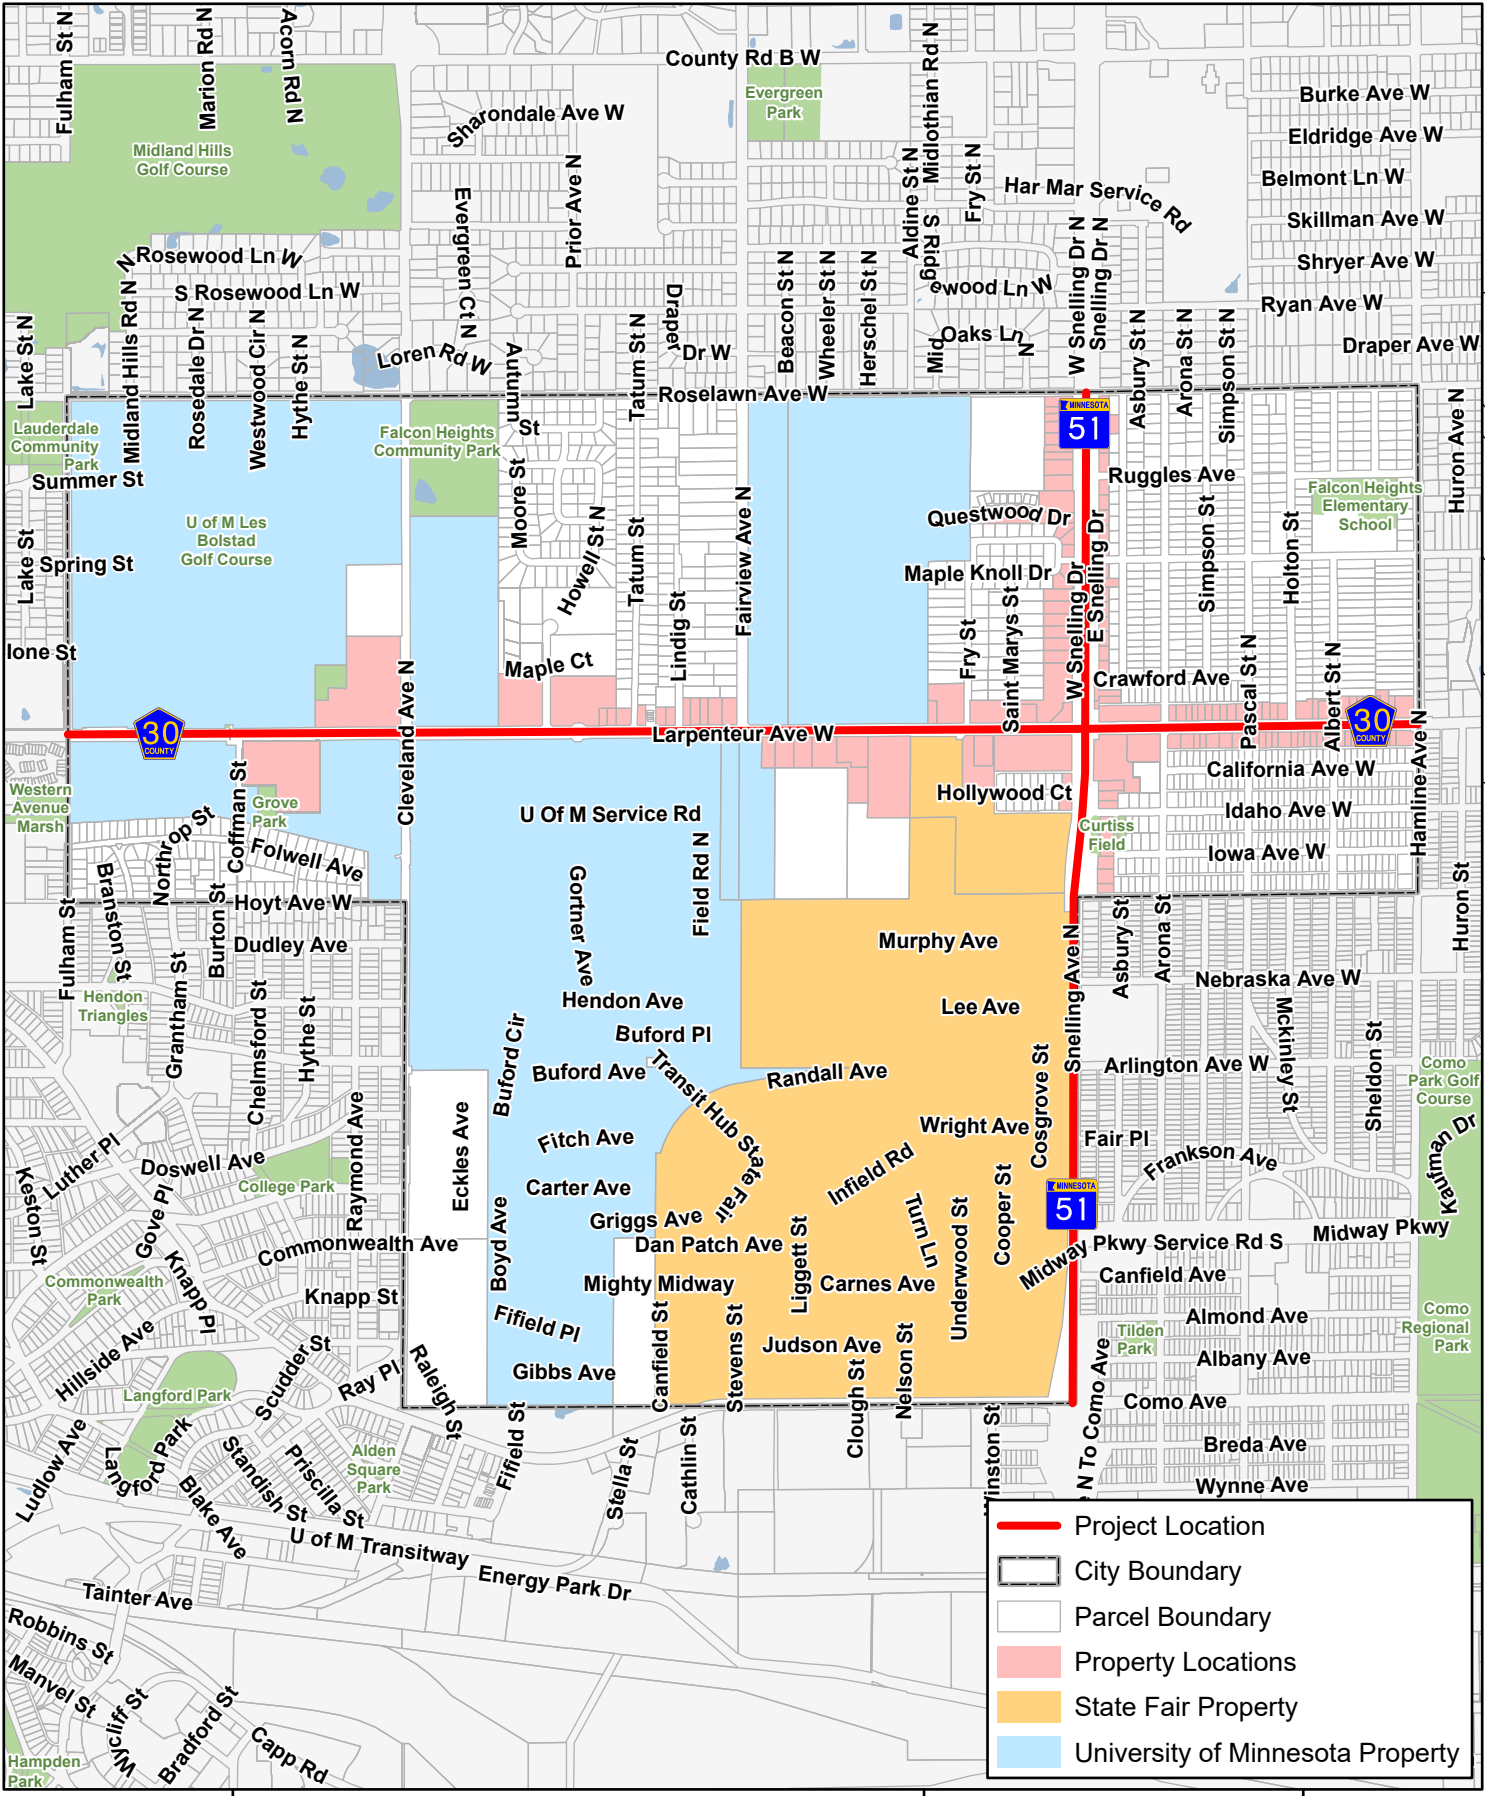 Fulham St N
Marion Rd N
Acorn Rd N
County Rd B W
Midlothian Rd N
Evergreen
Park
Burke Ave W
Sharondale Ave W
Eldridge Ave W
Midland Hills
Golf Course
Prior Ave N
Aldine St N
Fry St N
Belmont Ln W
Har Mar Service Rd
Skillman Ave W
Evergreen Ct N
W Snelling Dr N
Snelling Dr N
Rosewood Ln W
Shryer Ave W
S Rosewood Ln W
S Ridgewood Ln W
Ryan Ave W
Lake St N
Midland Hills Rd N
Rosedale Dr N
Westwood Cir N
Hythe St N
Loren Rd W
Autumn
St
Tatum St N
Draper
Dr W
Beacon St N
Wheeler St N
Herschel St N
Mid
Oaks Ln
N
Asbury St N
Arona St N
Simpson St N
Draper Ave W
Roselawn Ave W
MINNESOTA
51
Huron Ave N
Lauderdale
Community
Park
Falcon Heights
Community Park
Summer St
Ruggles Ave
Falcon Heights
Elementary
School
U of M Les
Bolstad
Golf Course
Moore St
Howell St N
Tatum St
Fairview Ave N
Questwood Dr
Lake St
Spring St
Maple Knoll Dr
W Snelling Dr
E Snelling Dr
Simpson St
Holton St
Lindig St
Fry St
Saint Marys St
Ione St
Maple Ct
Crawford Ave
Pascal St N
Albert St N
Cleveland Ave N
30
COUNTY
Larpenteur Ave W
30
COUNTY
Hamline Ave N
California Ave W
Western
Avenue
Marsh
Coffman St
Grove
Park
Hollywood Ct
Idaho Ave W
U Of M Service Rd
Northrop St
Folwell Ave
Curtiss
Field
Iowa Ave W
Field Rd N
Gortner Ave
Branston St
Burton St
Hoyt Ave W
Fulham St
Dudley Ave
Murphy Ave
Asbury St
Arona St
Huron St
Snelling Ave N
Nebraska Ave W
Hendon
Triangles
Grantham St
Chelmsford St
Hythe St
Hendon Ave
Lee Ave
Mckinley St
Sheldon St
Buford Cir
Buford Pl
Buford Ave
Transit Hub
Randall Ave
Cosgrove St
Arlington Ave W
Como
Park Golf
Course
Raymond Ave
Eckles Ave
Fitch Ave
Wright Ave
Fair Pl
Kaufman Dr
Luther Pl
Doswell Ave
State Fair
Infield Rd
Frankson Ave
Keston St
College Park
Carter Ave
Cooper St
MINNESOTA
51
Gove Pl
Boyd Ave
Griggs Ave
Liggett St
Turn Ln
Underwood St
Commonwealth Ave
Dan Patch Ave
Midway Pkwy Service Rd S
Midway Pkwy
Commonwealth
Park
Knapp Pl
Knapp St
Mighty Midway
Carnes Ave
Canfield Ave
Almond Ave
Fifield Pl
Canfield St
Stevens St
Judson Ave
Nelson St
Tilden
Park
Como
Regional
Park
Hillside Ave
Scudder St
Ray Pl
Raleigh St
Gibbs Ave
Clough St
Albany Ave
Langford Park
Como Ave
Ludlow Ave
Langford Park
Blake Ave
Standish St
Priscilla St
Alden
Square
Park
Fifield St
Stella St
Cathlin St
Winston St
e N To Como Ave
Breda Ave
Wynne Ave
U of M Transitway
Energy Park Dr
Tainter Ave
Robbins St
Manvel St
Wycliff St
Bradford St
Capp Rd
Hampden
Park
Project Location
City Boundary
Parcel Boundary
Property Locations
State Fair Property
University of Minnesota Property